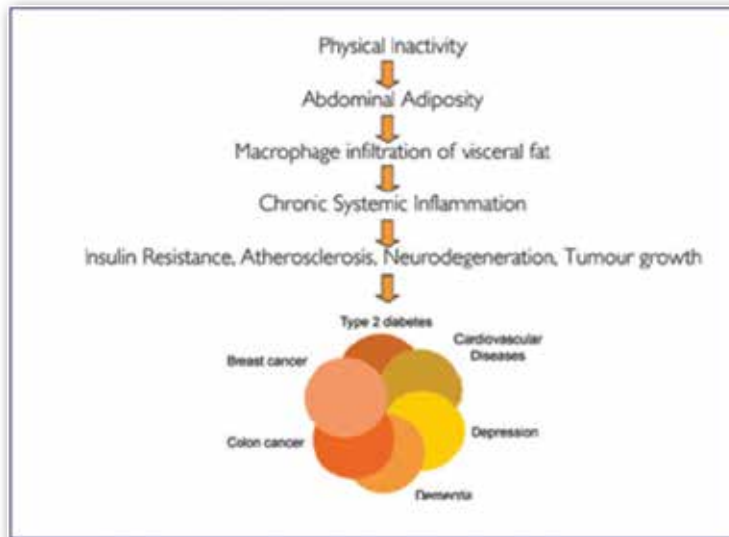 Physical Inactivity
Abdominal Adiposity
Macrophage infiltration of visceral fat
Chronic Systemic Inflammation
Insulin Resistance, Atherosclerosis, Neurodegeneration, Tumour growth
Type 2 diabetes
Cardiovascular
Diseases
Breast cancer
Depression
Colon cancer
Dementia